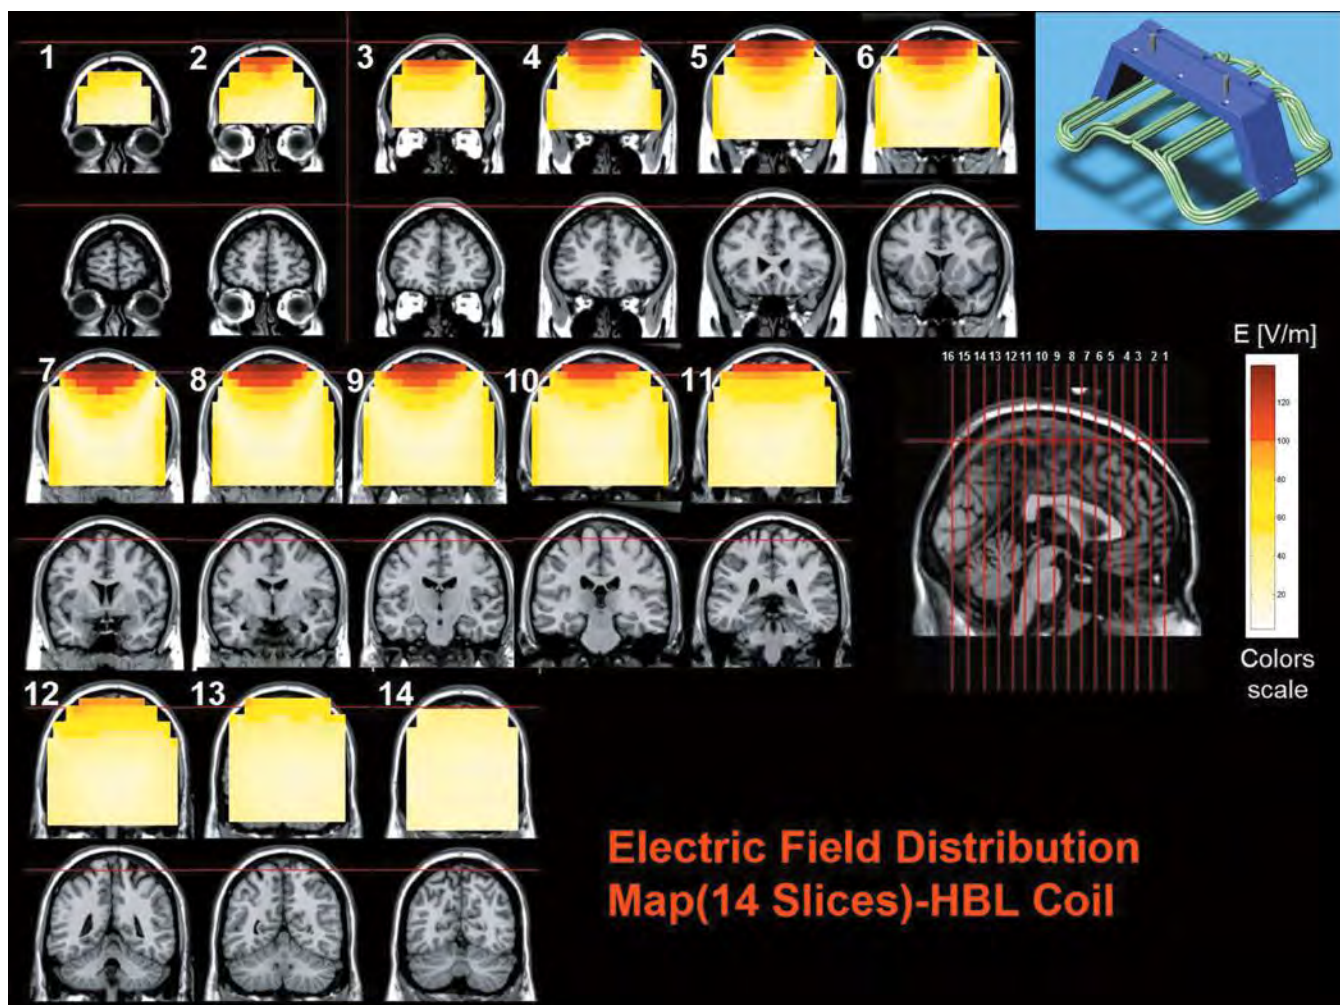 1 2 3 4 5 6
E [V/m]
7 8 9 10 11
16 15 14 13 12 11 10 9 8 7 6 5 4 3 2 1
120
100
80
60
40
20
Colors
scale
12 13 14
Electric Field Distribution
Map(14 Slices)-HBL Coil